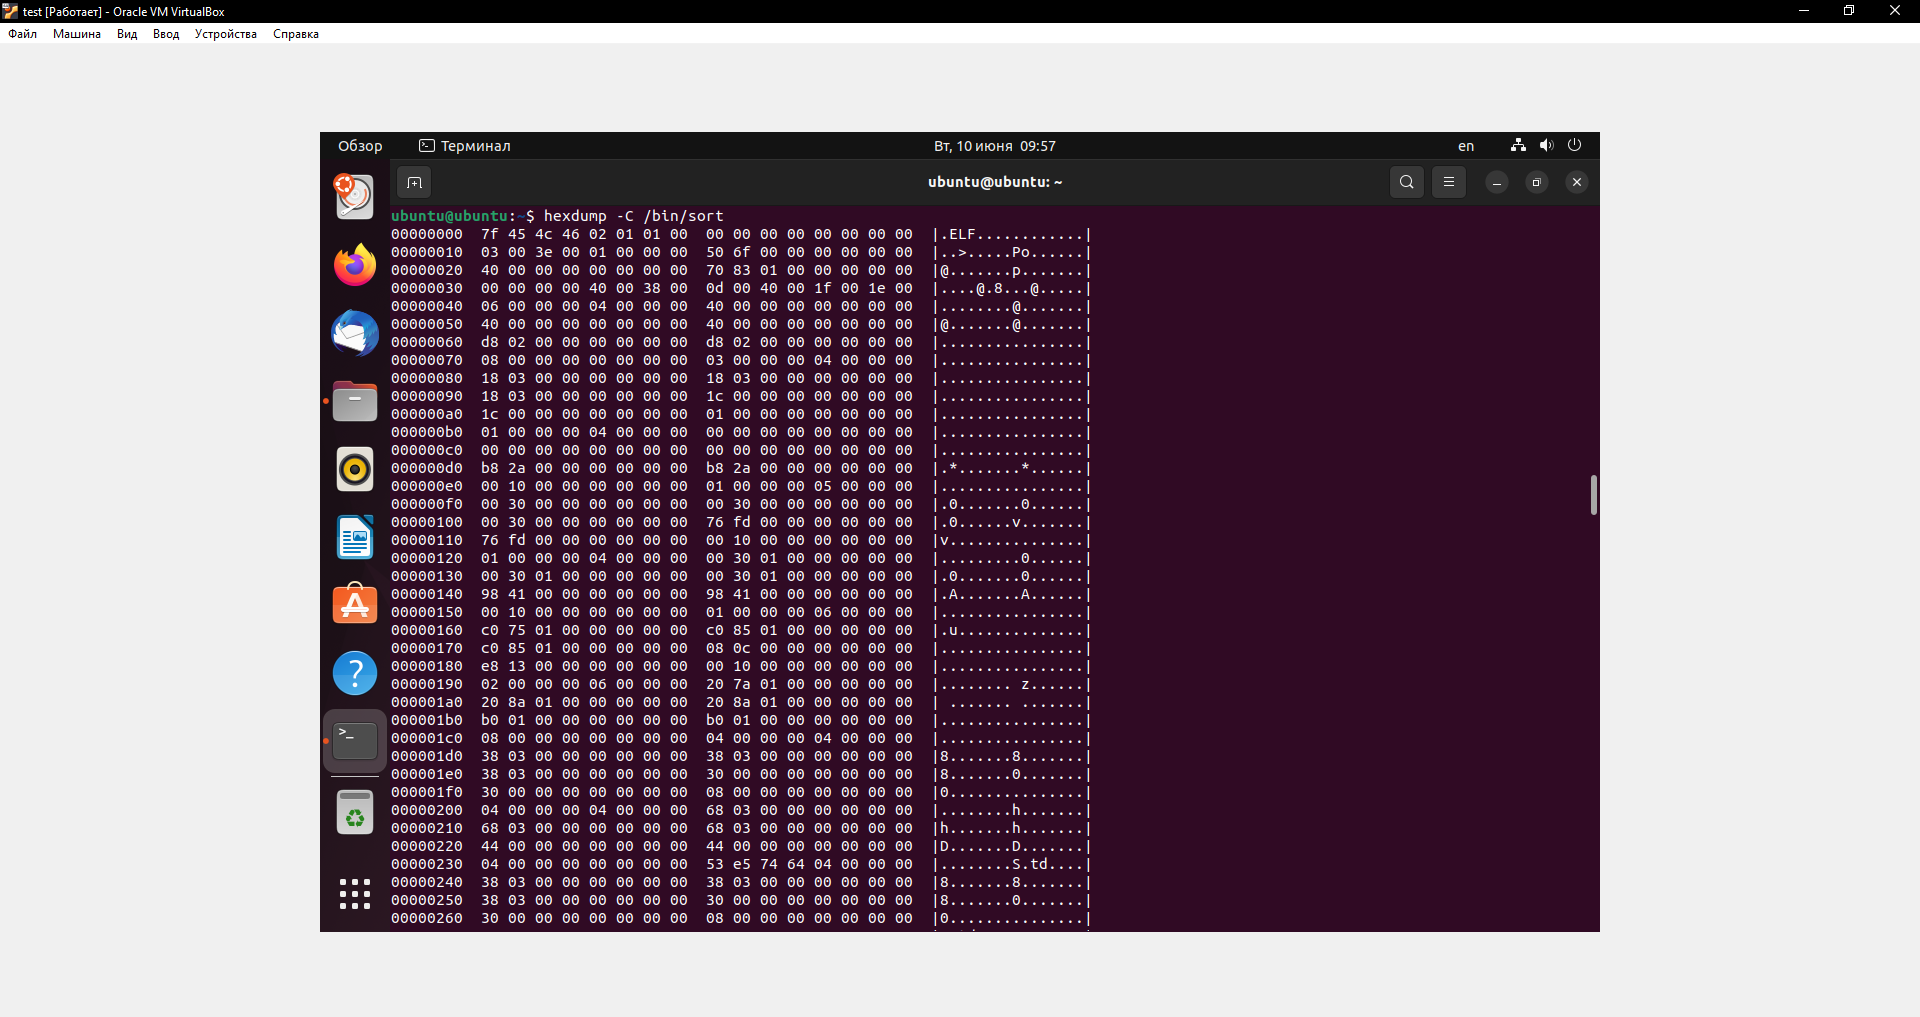 test [Работает] - Oracle VM VirtualBox
Файл Машина Вид Ввод Устройства Справка
Обзор Терминал Вт, 10 июня 09:57 en
ubuntu@ubuntu: ~
ubuntu@ubuntu:~$ hexdump -C /bin/sort
00000000  7f 45 4c 46 02 01 01 00  00 00 00 00 00 00 00 00  |.ELF............|
00000010  03 00 3e 00 01 00 00 00  50 6f 00 00 00 00 00 00  |..>.....Po......|
00000020  40 00 00 00 00 00 00 00  70 83 01 00 00 00 00 00  |@.......p.......|
00000030  00 00 00 00 40 00 38 00  0d 00 40 00 1f 00 1e 00  |....@.8...@.....|
00000040  06 00 00 00 04 00 00 00  40 00 00 00 00 00 00 00  |........@.......|
00000050  40 00 00 00 00 00 00 00  40 00 00 00 00 00 00 00  |@.......@.......|
00000060  d8 02 00 00 00 00 00 00  d8 02 00 00 00 00 00 00  |................|
00000070  08 00 00 00 00 00 00 00  03 00 00 00 04 00 00 00  |................|
00000080  18 03 00 00 00 00 00 00  18 03 00 00 00 00 00 00  |................|
00000090  18 03 00 00 00 00 00 00  1c 00 00 00 00 00 00 00  |................|
000000a0  1c 00 00 00 00 00 00 00  01 00 00 00 00 00 00 00  |................|
000000b0  01 00 00 00 04 00 00 00  00 00 00 00 00 00 00 00  |................|
000000c0  00 00 00 00 00 00 00 00  00 00 00 00 00 00 00 00  |................|
000000d0  b8 2a 00 00 00 00 00 00  b8 2a 00 00 00 00 00 00  |.*.......*......|
000000e0  00 10 00 00 00 00 00 00  01 00 00 00 05 00 00 00  |................|
000000f0  00 30 00 00 00 00 00 00  00 30 00 00 00 00 00 00  |.0.......0......|
00000100  00 30 00 00 00 00 00 00  76 fd 00 00 00 00 00 00  |.0......v.......|
00000110  76 fd 00 00 00 00 00 00  00 10 00 00 00 00 00 00  |v...............|
00000120  01 00 00 00 04 00 00 00  00 30 01 00 00 00 00 00  |.........0......|
00000130  00 30 01 00 00 00 00 00  00 30 01 00 00 00 00 00  |.0.......0......|
00000140  98 41 00 00 00 00 00 00  98 41 00 00 00 00 00 00  |.A.......A......|
00000150  00 10 00 00 00 00 00 00  01 00 00 00 06 00 00 00  |................|
00000160  c0 75 01 00 00 00 00 00  c0 85 01 00 00 00 00 00  |.u..............|
00000170  c0 85 01 00 00 00 00 00  08 0c 00 00 00 00 00 00  |................|
00000180  e8 13 00 00 00 00 00 00  00 10 00 00 00 00 00 00  |................|
00000190  02 00 00 00 06 00 00 00  20 7a 01 00 00 00 00 00  |........ z......|
000001a0  20 8a 01 00 00 00 00 00  20 8a 01 00 00 00 00 00  | ....... .......|
000001b0  b0 01 00 00 00 00 00 00  b0 01 00 00 00 00 00 00  |................|
000001c0  08 00 00 00 00 00 00 00  04 00 00 00 04 00 00 00  |................|
000001d0  38 03 00 00 00 00 00 00  38 03 00 00 00 00 00 00  |8.......8.......|
000001e0  38 03 00 00 00 00 00 00  30 00 00 00 00 00 00 00  |8.......0.......|
000001f0  30 00 00 00 00 00 00 00  08 00 00 00 00 00 00 00  |0...............|
00000200  04 00 00 00 04 00 00 00  68 03 00 00 00 00 00 00  |........h.......|
00000210  68 03 00 00 00 00 00 00  68 03 00 00 00 00 00 00  |h.......h.......|
00000220  44 00 00 00 00 00 00 00  44 00 00 00 00 00 00 00  |D.......D.......|
00000230  04 00 00 00 00 00 00 00  53 e5 74 64 04 00 00 00  |........S.td....|
00000240  38 03 00 00 00 00 00 00  38 03 00 00 00 00 00 00  |8.......8.......|
00000250  38 03 00 00 00 00 00 00  30 00 00 00 00 00 00 00  |8.......0.......|
00000260  30 00 00 00 00 00 00 00  08 00 00 00 00 00 00 00  |0...............|